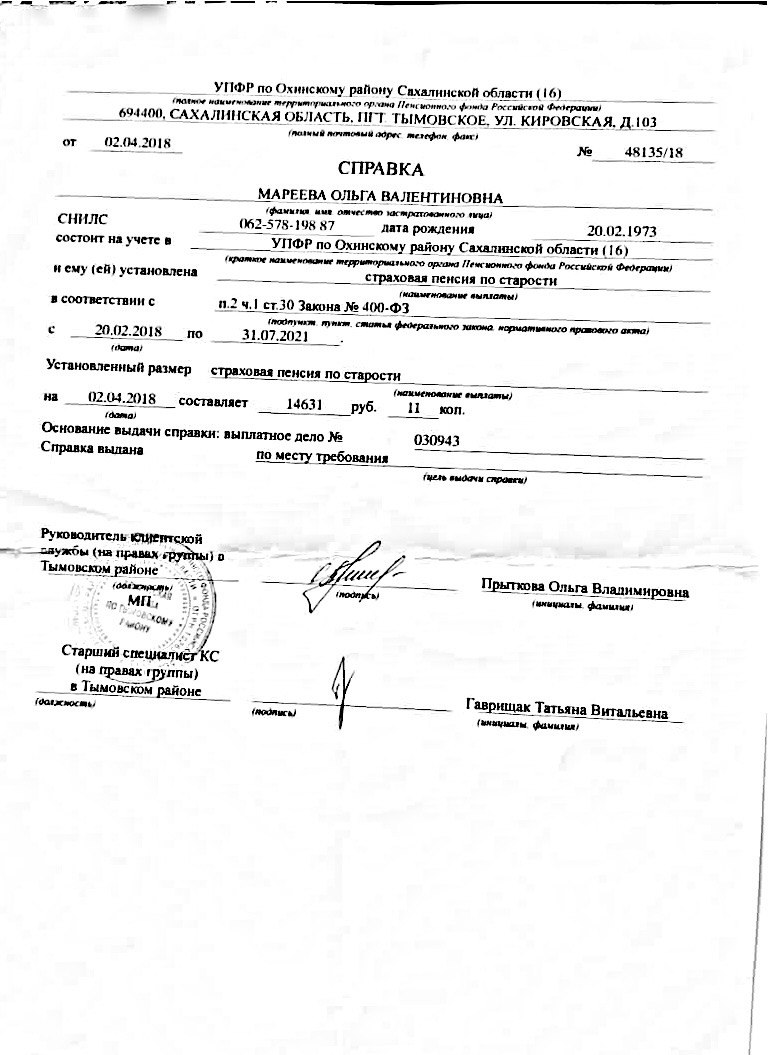 УПФР по Охинскому району Сахалинской области (16)
(полное наименование территориального органа Пенсионного фонда Российской Федерации)
694400, САХАЛИНСКАЯ ОБЛАСТЬ, ПГТ. ТЫМОВСКОЕ, УЛ. КИРОВСКАЯ, Д.103
(полный почтовый адрес, телефон, факс)
от 02.04.2018 № 48135/18
СПРАВКА
МАРЕЕВА ОЛЬГА ВАЛЕНТИНОВНА
(фамилия, имя, отчество застрахованного лица)
СНИЛС 062-578-198 87 дата рождения 20.02.1973
состоит на учете в УПФР по Охинскому району Сахалинской области (16)
(краткое наименование территориального органа Пенсионного фонда Российской Федерации)
и ему (ей) установлена страховая пенсия по старости
(наименование выплаты)
в соответствии с п.2 ч.1 ст.30 Закона № 400-ФЗ
(подпункт, пункт, статья федерального закона, нормативного правового акта)
с 20.02.2018 по 31.07.2021.
(дата)
Установленный размер страховая пенсия по старости
(наименование выплаты)
на 02.04.2018 составляет 14631 руб. 11 коп.
(дата)
Основание выдачи справки: выплатное дело № 030943
Справка выдана по месту требования
(цель выдачи справки)
Руководитель клиентской
службы (на правах группы) в
Тымовском районе
Прыткова Ольга Владимировна
(должность) (подпись) (инициалы, фамилия)
МП
ПО ТЫМОВСКОМУ
РАЙОНУ
Старший специалист КС
(на правах группы)
в Тымовском районе
Гаврищак Татьяна Витальевна
(должность) (подпись) (инициалы, фамилия)